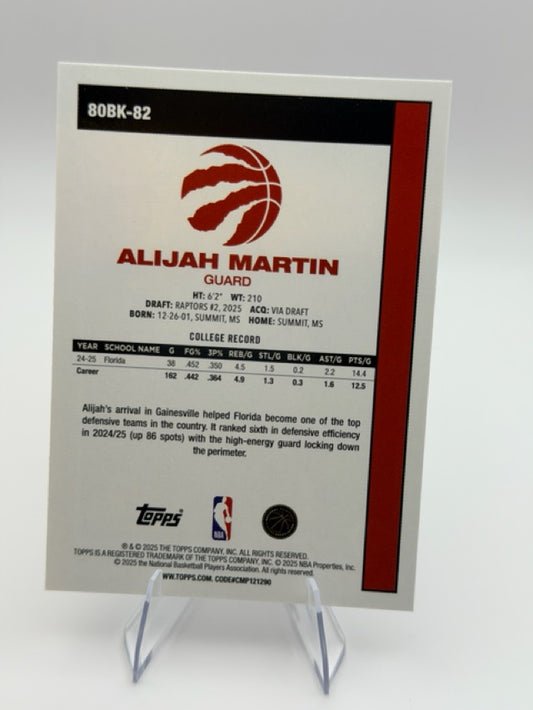 80BK-82
ALIJAH MARTIN
GUARD
HT: 6'2" WT: 210
DRAFT: RAPTORS #2, 2025 ACQ: VIA DRAFT
BORN: 12-26-01, SUMMIT, MS HOME: SUMMIT, MS
COLLEGE RECORD
YEAR SCHOOL NAME G FG% 3P% REB/G STL/G BLK/G AST/G PTS/G
24-25 Florida 38 .452 .350 4.5 1.5 0.2 2.2 14.4
Career 162 .442 .364 4.9 1.3 0.3 1.6 12.5
Alijah's arrival in Gainesville helped Florida become one of the top
defensive teams in the country. It ranked sixth in defensive efficiency
in 2024/25 (up 86 spots) with the high-energy guard locking down
the perimeter.
Topps
NBA
® & © 2025 THE TOPPS COMPANY, INC. ALL RIGHTS RESERVED.
TOPPS IS A REGISTERED TRADEMARK OF THE TOPPS COMPANY, INC. © 2025 NBA Properties, Inc.
© 2025 the National Basketball Players Association. All rights reserved.
WW.TOPPS.COM. CODE#CMP121290